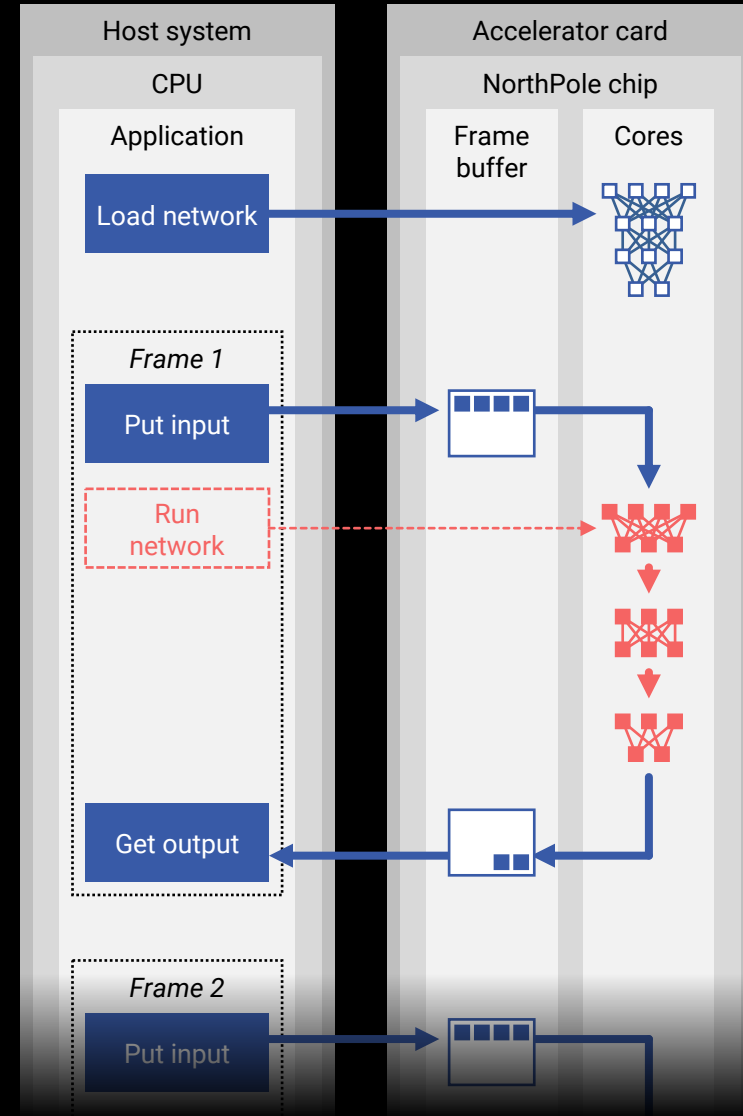 Host system
Accelerator card
CPU
NorthPole chip
Application
Frame
buffer
Cores
Load network
Frame 1
Put input
Run
network
Get output
Frame 2
Put input